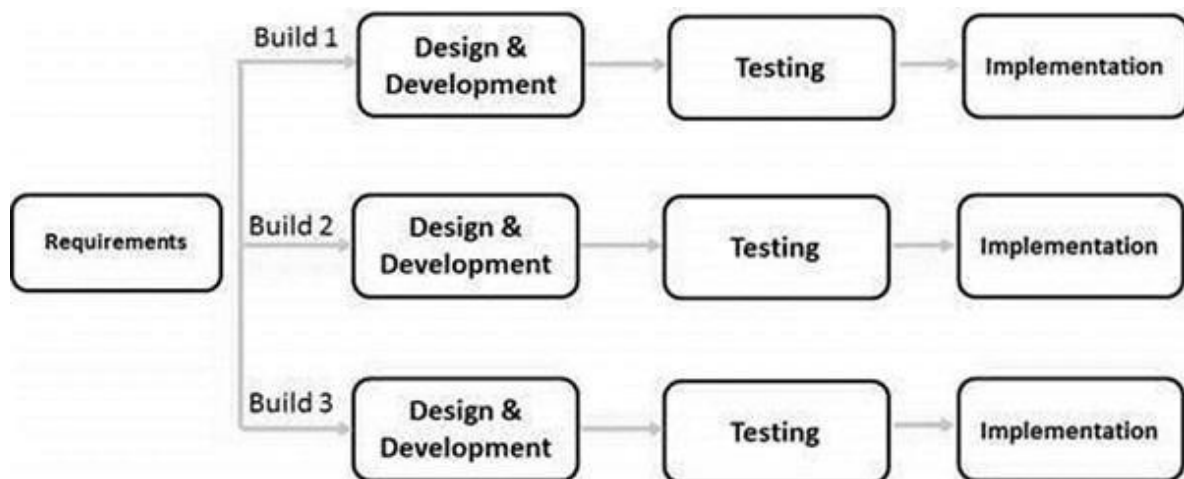 Build 1
Design &
Development
Testing
Implementation
Requirements
Build 2
Design &
Development
Testing
Implementation
Build 3
Design &
Development
Testing
Implementation